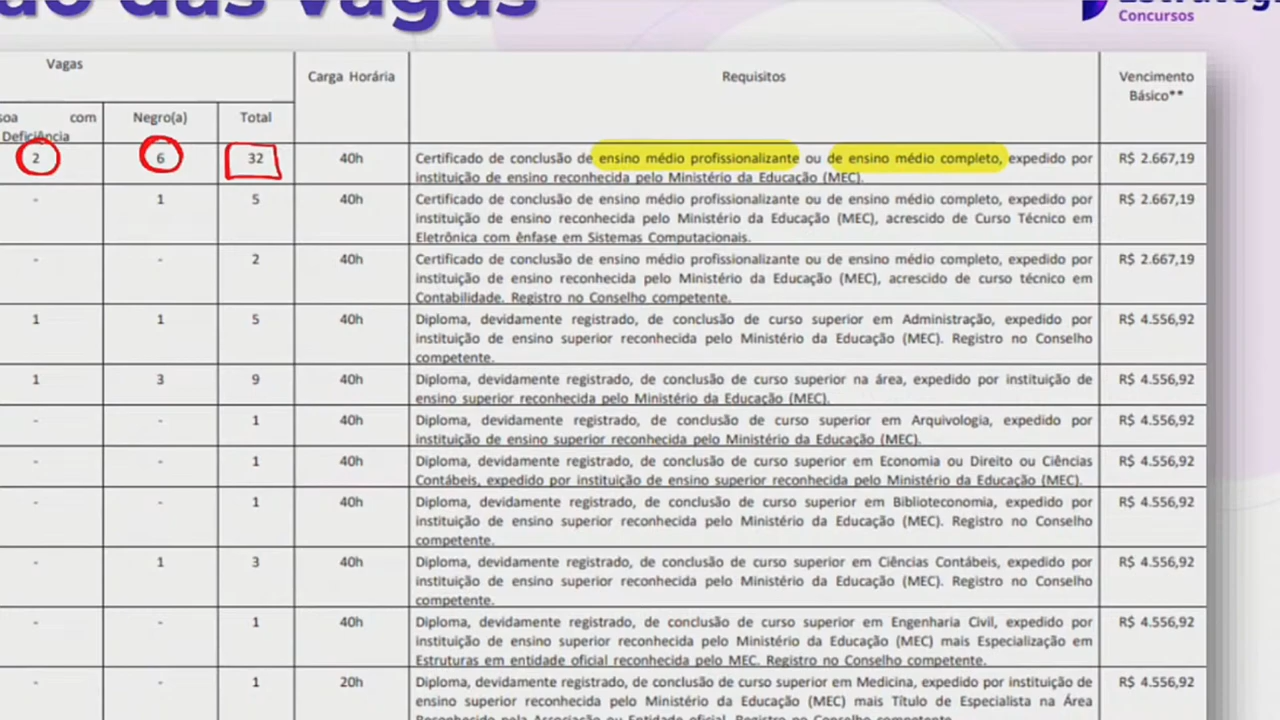 ão das vagas
Estratégi
Concursos
Vagas
Carga Horária
Requisitos
Vencimento
Básico**
soa com
Deficiência
Negro(a)
Total
2
6
32
40h
Certificado de conclusão de ensino médio profissionalizante ou de ensino médio completo, expedido por
instituição de ensino reconhecida pelo Ministério da Educação (MEC).
R$ 2.667,19
-
1
5
40h
Certificado de conclusão de ensino médio profissionalizante ou de ensino médio completo, expedido por
instituição de ensino reconhecida pelo Ministério da Educação (MEC), acrescido de Curso Técnico em
Eletrônica com ênfase em Sistemas Computacionais.
R$ 2.667,19
-
-
2
40h
Certificado de conclusão de ensino médio profissionalizante ou de ensino médio completo, expedido por
instituição de ensino reconhecida pelo Ministério da Educação (MEC), acrescido de curso técnico em
Contabilidade. Registro no Conselho competente.
R$ 2.667,19
1
1
5
40h
Diploma, devidamente registrado, de conclusão de curso superior em Administração, expedido por
instituição de ensino superior reconhecida pelo Ministério da Educação (MEC). Registro no Conselho
competente.
R$ 4.556,92
1
3
9
40h
Diploma, devidamente registrado, de conclusão de curso superior na área, expedido por instituição de
ensino superior reconhecida pelo Ministério da Educação (MEC).
R$ 4.556,92
-
-
1
40h
Diploma, devidamente registrado, de conclusão de curso superior em Arquivologia, expedido por
instituição de ensino superior reconhecida pelo Ministério da Educação (MEC).
R$ 4.556,92
-
-
1
40h
Diploma, devidamente registrado, de conclusão de curso superior em Economia ou Direito ou Ciências
Contábeis, expedido por instituição de ensino superior reconhecida pelo Ministério da Educação (MEC).
R$ 4.556,92
-
-
1
40h
Diploma, devidamente registrado, de conclusão de curso superior em Biblioteconomia, expedido por
instituição de ensino superior reconhecida pelo Ministério da Educação (MEC). Registro no Conselho
competente.
R$ 4.556,92
-
1
3
40h
Diploma, devidamente registrado, de conclusão de curso superior em Ciências Contábeis, expedido por
instituição de ensino superior reconhecida pelo Ministério da Educação (MEC). Registro no Conselho
competente.
R$ 4.556,92
-
-
1
40h
Diploma, devidamente registrado, de conclusão de curso superior em Engenharia Civil, expedido por
instituição de ensino superior reconhecida pelo Ministério da Educação (MEC) mais Especialização em
Estruturas em entidade oficial reconhecida pelo MEC. Registro no Conselho competente.
R$ 4.556,92
-
-
1
20h
Diploma, devidamente registrado, de conclusão de curso superior em Medicina, expedido por instituição de
ensino superior reconhecida pelo Ministério da Educação (MEC) mais Título de Especialista na Área
Reconhecida pela Associação ou Entidade oficial. Registro no Conselho competente.
R$ 4.556,92